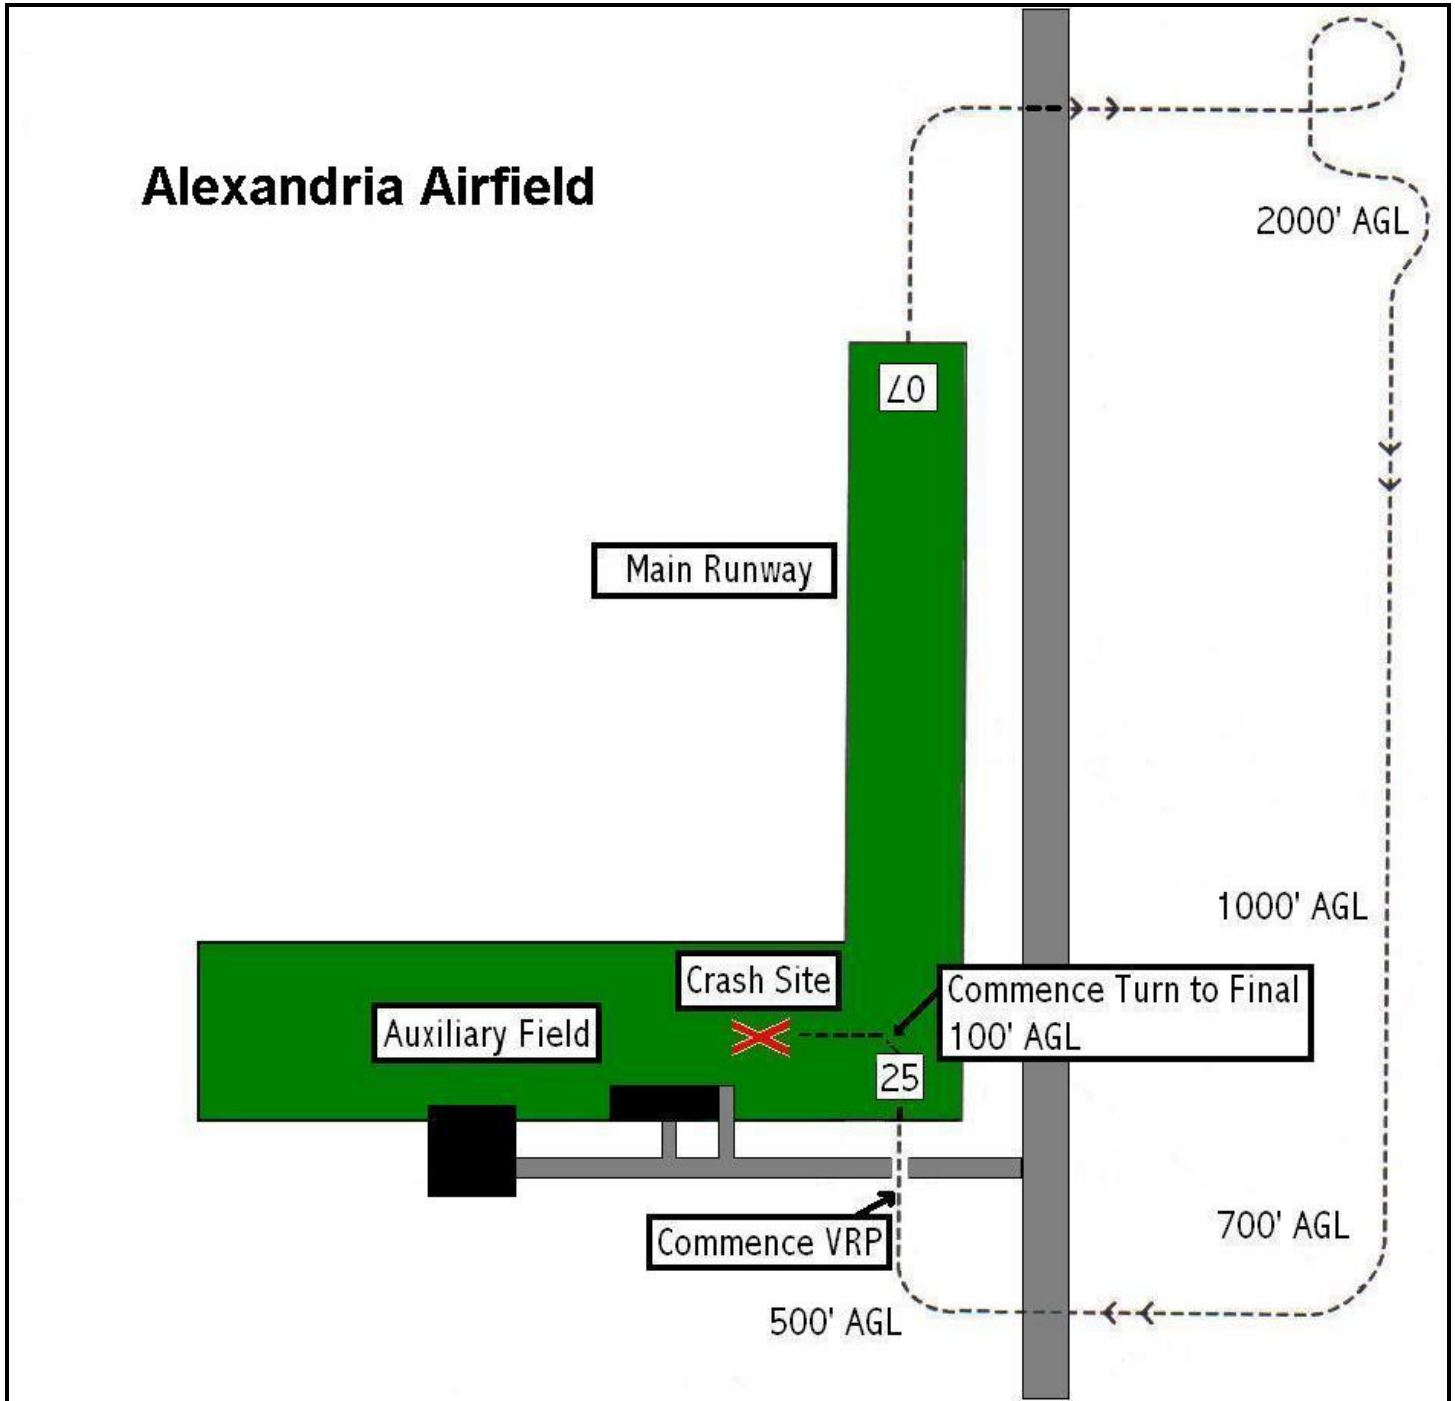 Alexandria Airfield
2000' AGL
07
Main Runway
1000' AGL
Crash Site
Commence Turn to Final
100' AGL
Auxiliary Field
25
700' AGL
Commence VRP
500' AGL